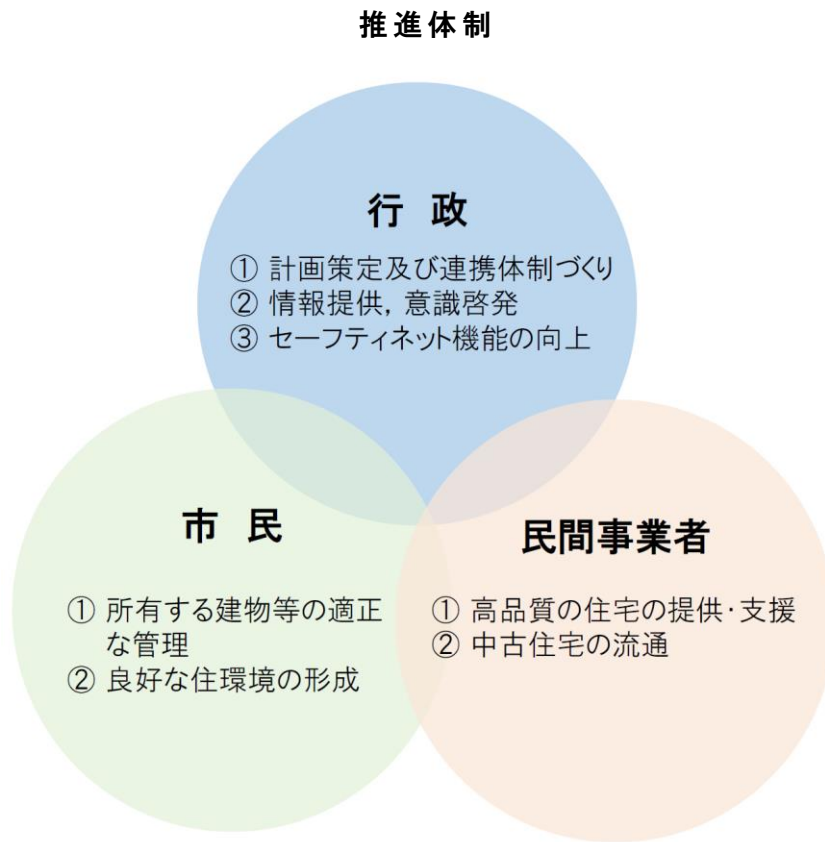 推進体制
行 政
① 計画策定及び連携体制づくり
② 情報提供，意識啓発
③ セーフティネット機能の向上
市 民
① 所有する建物等の適正
な管理
② 良好な住環境の形成
民間事業者
① 高品質の住宅の提供・支援
② 中古住宅の流通